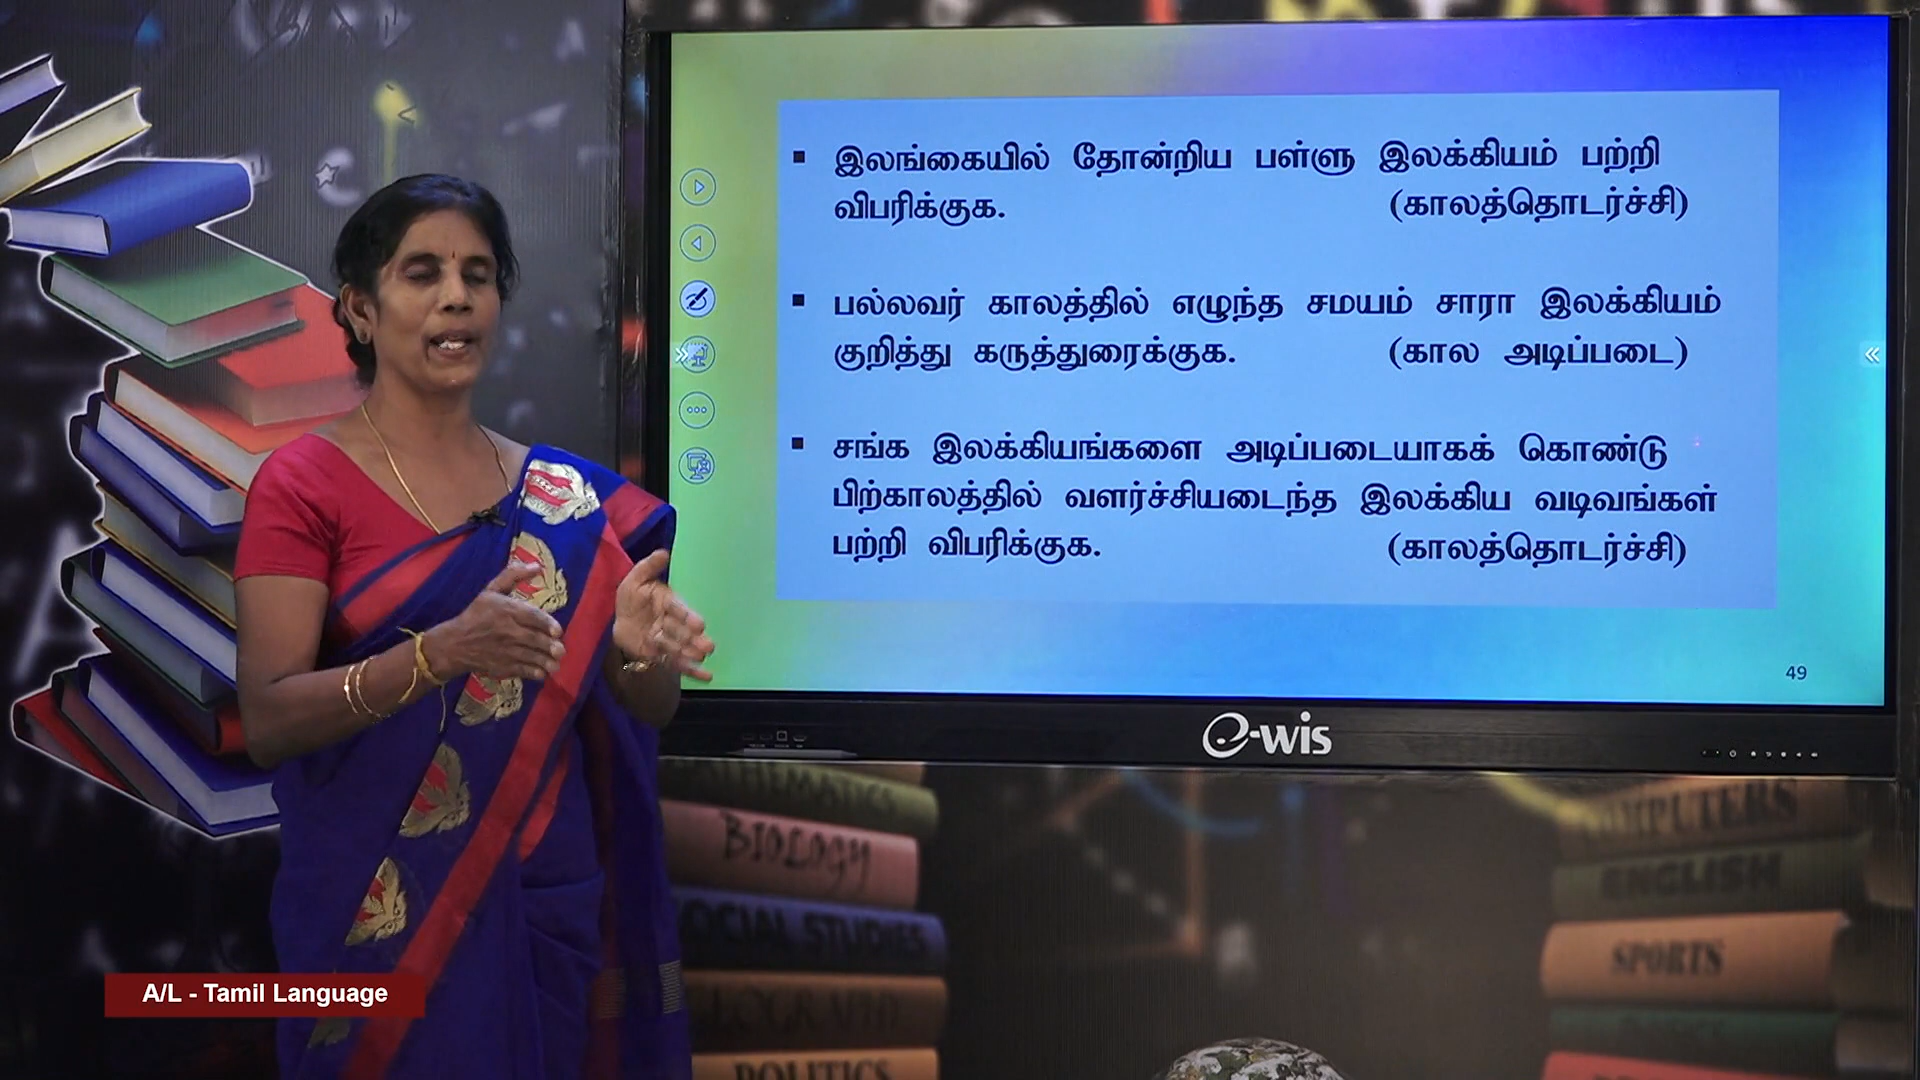 ▪ இலங்கையில் தோன்றிய பள்ளு இலக்கியம் பற்றி
விபரிக்குக. (காலத்தொடர்ச்சி)
▪ பல்லவர் காலத்தில் எழுந்த சமயம் சாரா இலக்கியம்
குறித்து கருத்துரைக்குக. (கால அடிப்படை)
▪ சங்க இலக்கியங்களை அடிப்படையாகக் கொண்டு
பிற்காலத்தில் வளர்ச்சியடைந்த இலக்கிய வடிவங்கள்
பற்றி விபரிக்குக. (காலத்தொடர்ச்சி)
49
e-wis
MATHEMATICS
BIOLOGY
SOCIAL STUDIES
POLITICS
COMPUTERS
ENGLISH
SPORTS
A/L - Tamil Language